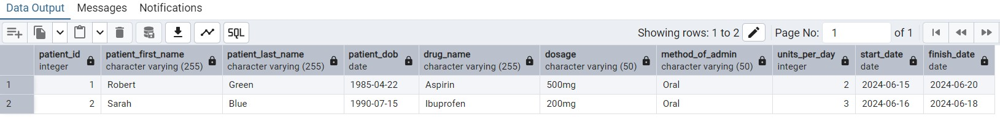 Data Output Messages Notifications
SQL Showing rows: 1 to 2 Page No: 1 of 1
patient_id patient_first_name patient_last_name patient_dob drug_name dosage method_of_admin units_per_day start_date finish_date
integer character varying (255) character varying (255) date character varying (255) character varying (50) character varying (50) integer date date
1 1 Robert Green 1985-04-22 Aspirin 500mg Oral 2 2024-06-15 2024-06-20
2 2 Sarah Blue 1990-07-15 Ibuprofen 200mg Oral 3 2024-06-16 2024-06-18